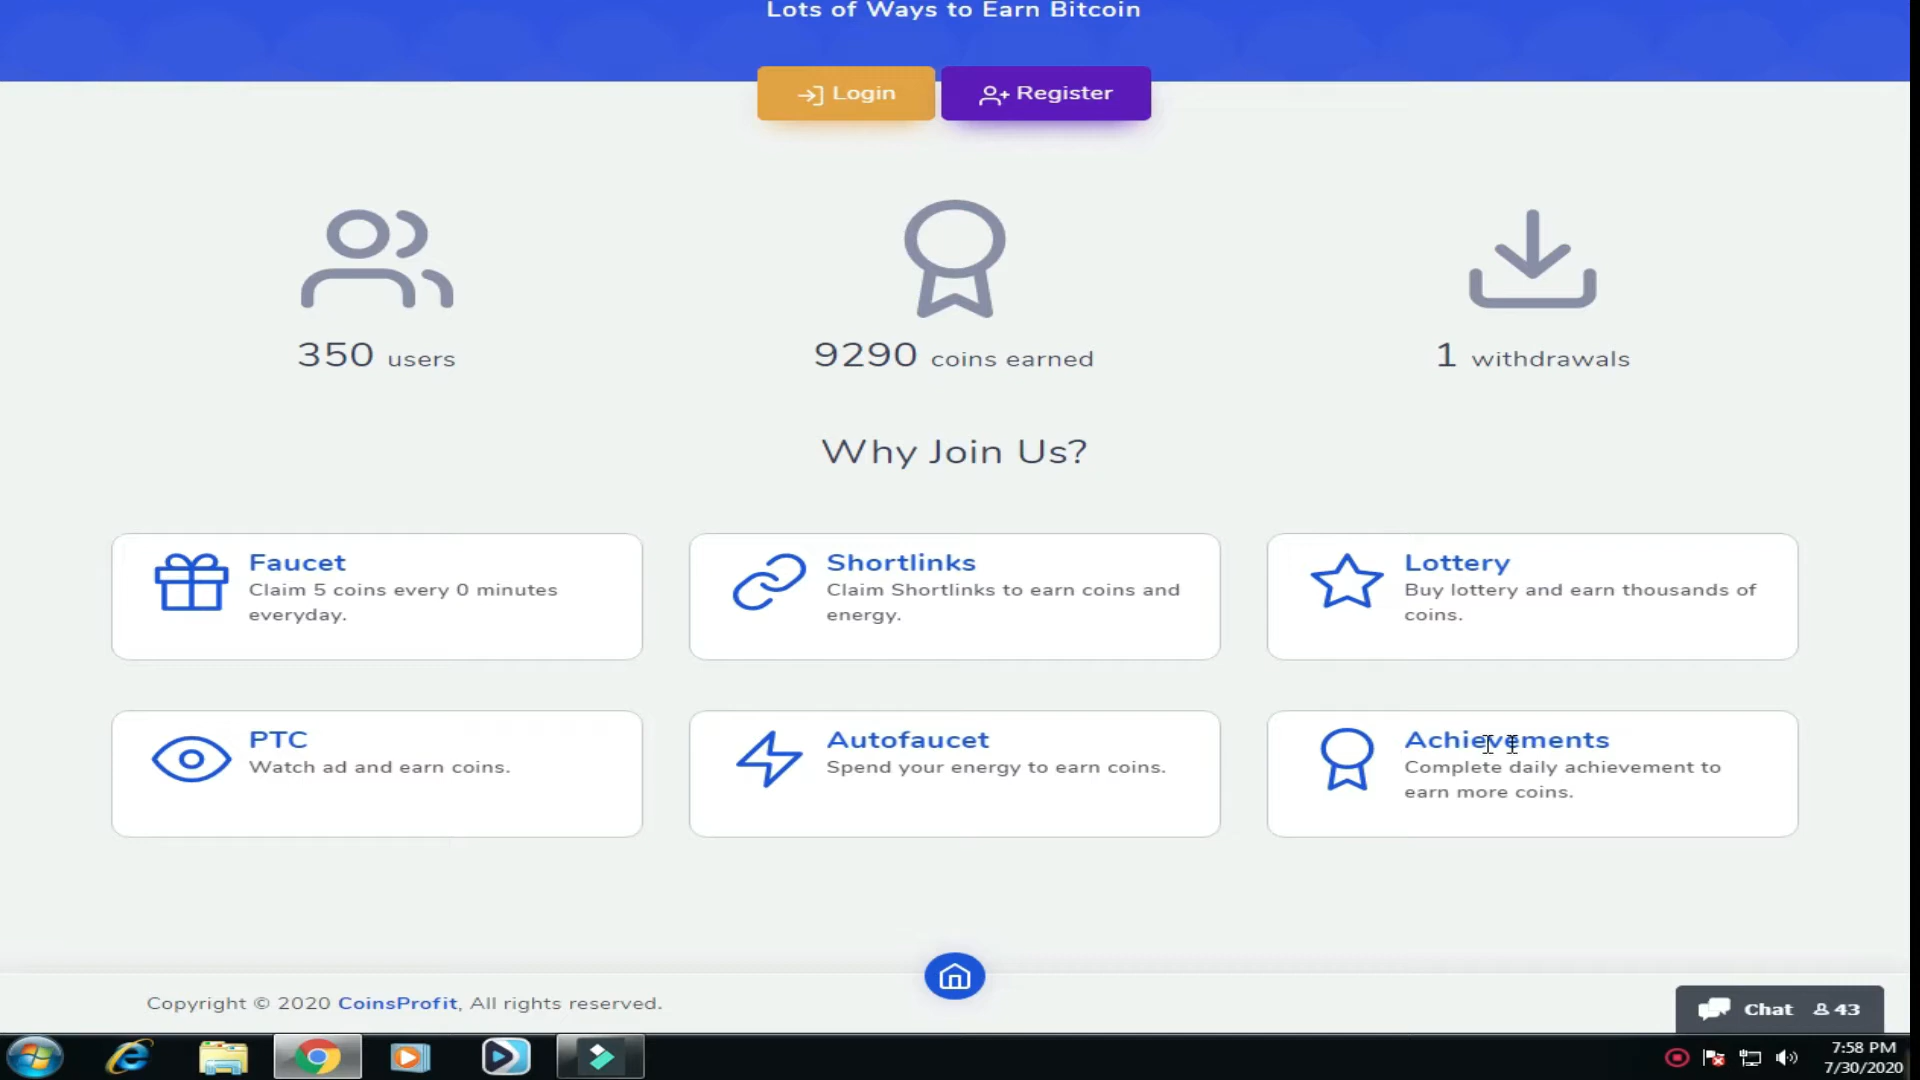 Lots of Ways to Earn Bitcoin
Login
Register
350 users
9290 coins earned
1 withdrawals
Why Join Us?
Faucet
Claim 5 coins every 0 minutes
everyday.
Shortlinks
Claim Shortlinks to earn coins and
energy.
Lottery
Buy lottery and earn thousands of
coins.
PTC
Watch ad and earn coins.
Autofaucet
Spend your energy to earn coins.
Achievements
Complete daily achievement to
earn more coins.
Copyright © 2020 CoinsProfit, All rights reserved.
Chat 43
7:58 PM
7/30/2020